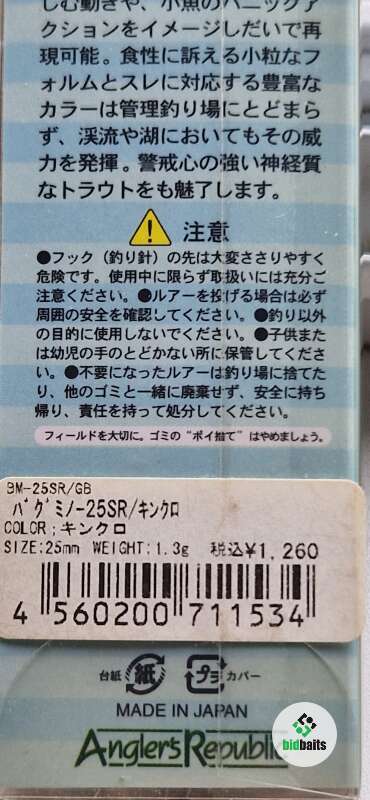 しむ動きや、小魚のパニックア
クションをイメージしだいで再
現可能。食性に訴える小粒なフ
ォルムとスレに対応する豊富な
カラーは管理釣り場にとどまら
ず、渓流や湖においてもその威
力を発揮。警戒心の強い神経質
なトラウトをも魅了します。
注意
●フック（釣り針）の先は大変ささりやすく
危険です。使用中に限らず取扱いには充分ご
注意ください。●ルアーを投げる場合は必ず
周囲の安全を確認してください。●釣り以外
の目的に使用しないでください。●子供また
は幼児の手のとどかない所に保管してくださ
い。●不要になったルアーは釣り場に捨てた
り、他のゴミと一緒に廃棄せず、安全に持ち
帰り、責任を持って処分してください。
フィールドを大切に。ゴミの“ポイ捨て”はやめましょう。
BM-25SR/GB
ﾊﾞｸﾞﾐﾉｰ25SR/ｷﾝｸﾛ
COLOR;キンクロ
SIZE:25mm WEIGHT:1.3g 税込¥1,260
4 560200 711534
台紙 紙 プラ カバー
MADE IN JAPAN
Angler's Republic
bidbaits